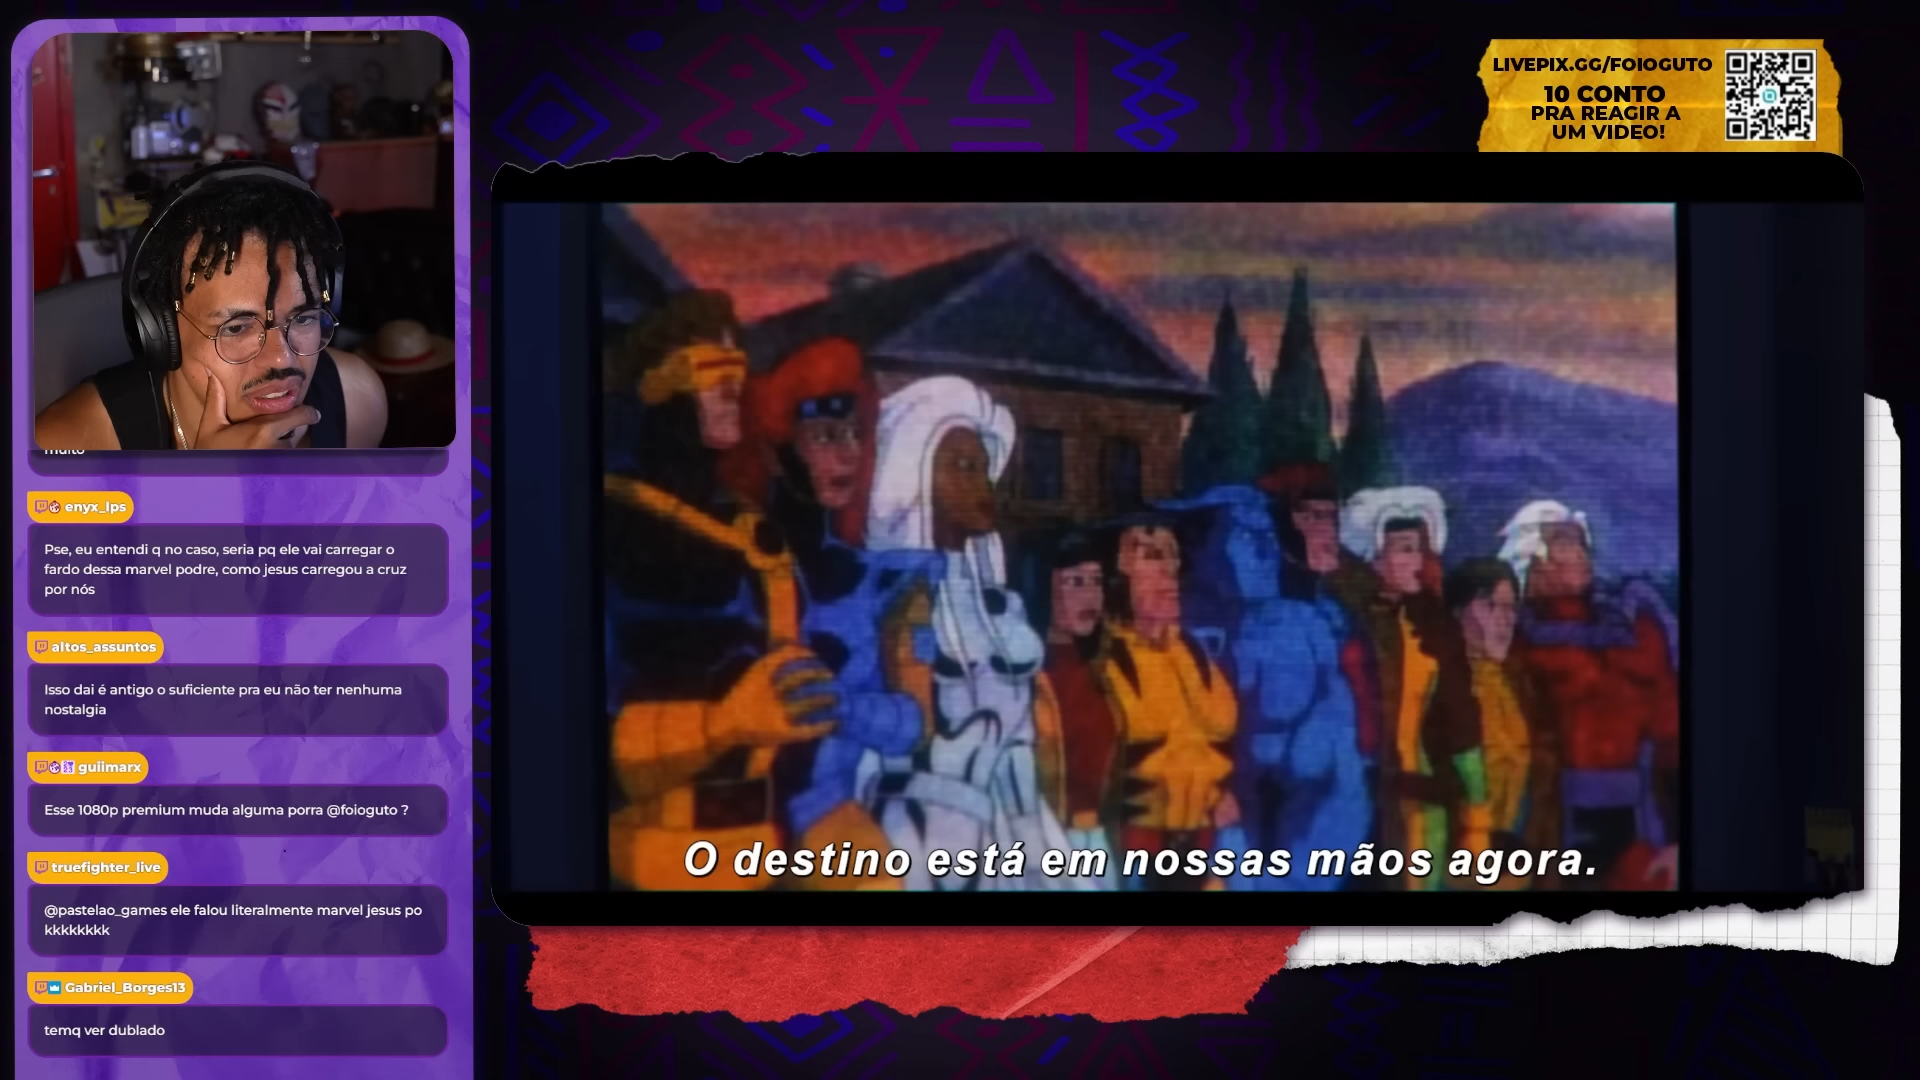 LIVEPIX.GG/FOIOGUTO
10 CONTO
PRA REAGIR A
UM VIDEO!
muito
enyx_lps
Pse, eu entendi q no caso, seria pq ele vai carregar o
fardo dessa marvel podre, como jesus carregou a cruz
por nós
altos_assuntos
Isso dai é antigo o suficiente pra eu não ter nenhuma
nostalgia
guiimarx
Esse 1080p premium muda alguma porra @foioguto ?
truefighter_live
@pastelao_games ele falou literalmente marvel jesus po
kkkkkkkk
Gabriel_Borges13
temq ver dublado
O destino está em nossas mãos agora.